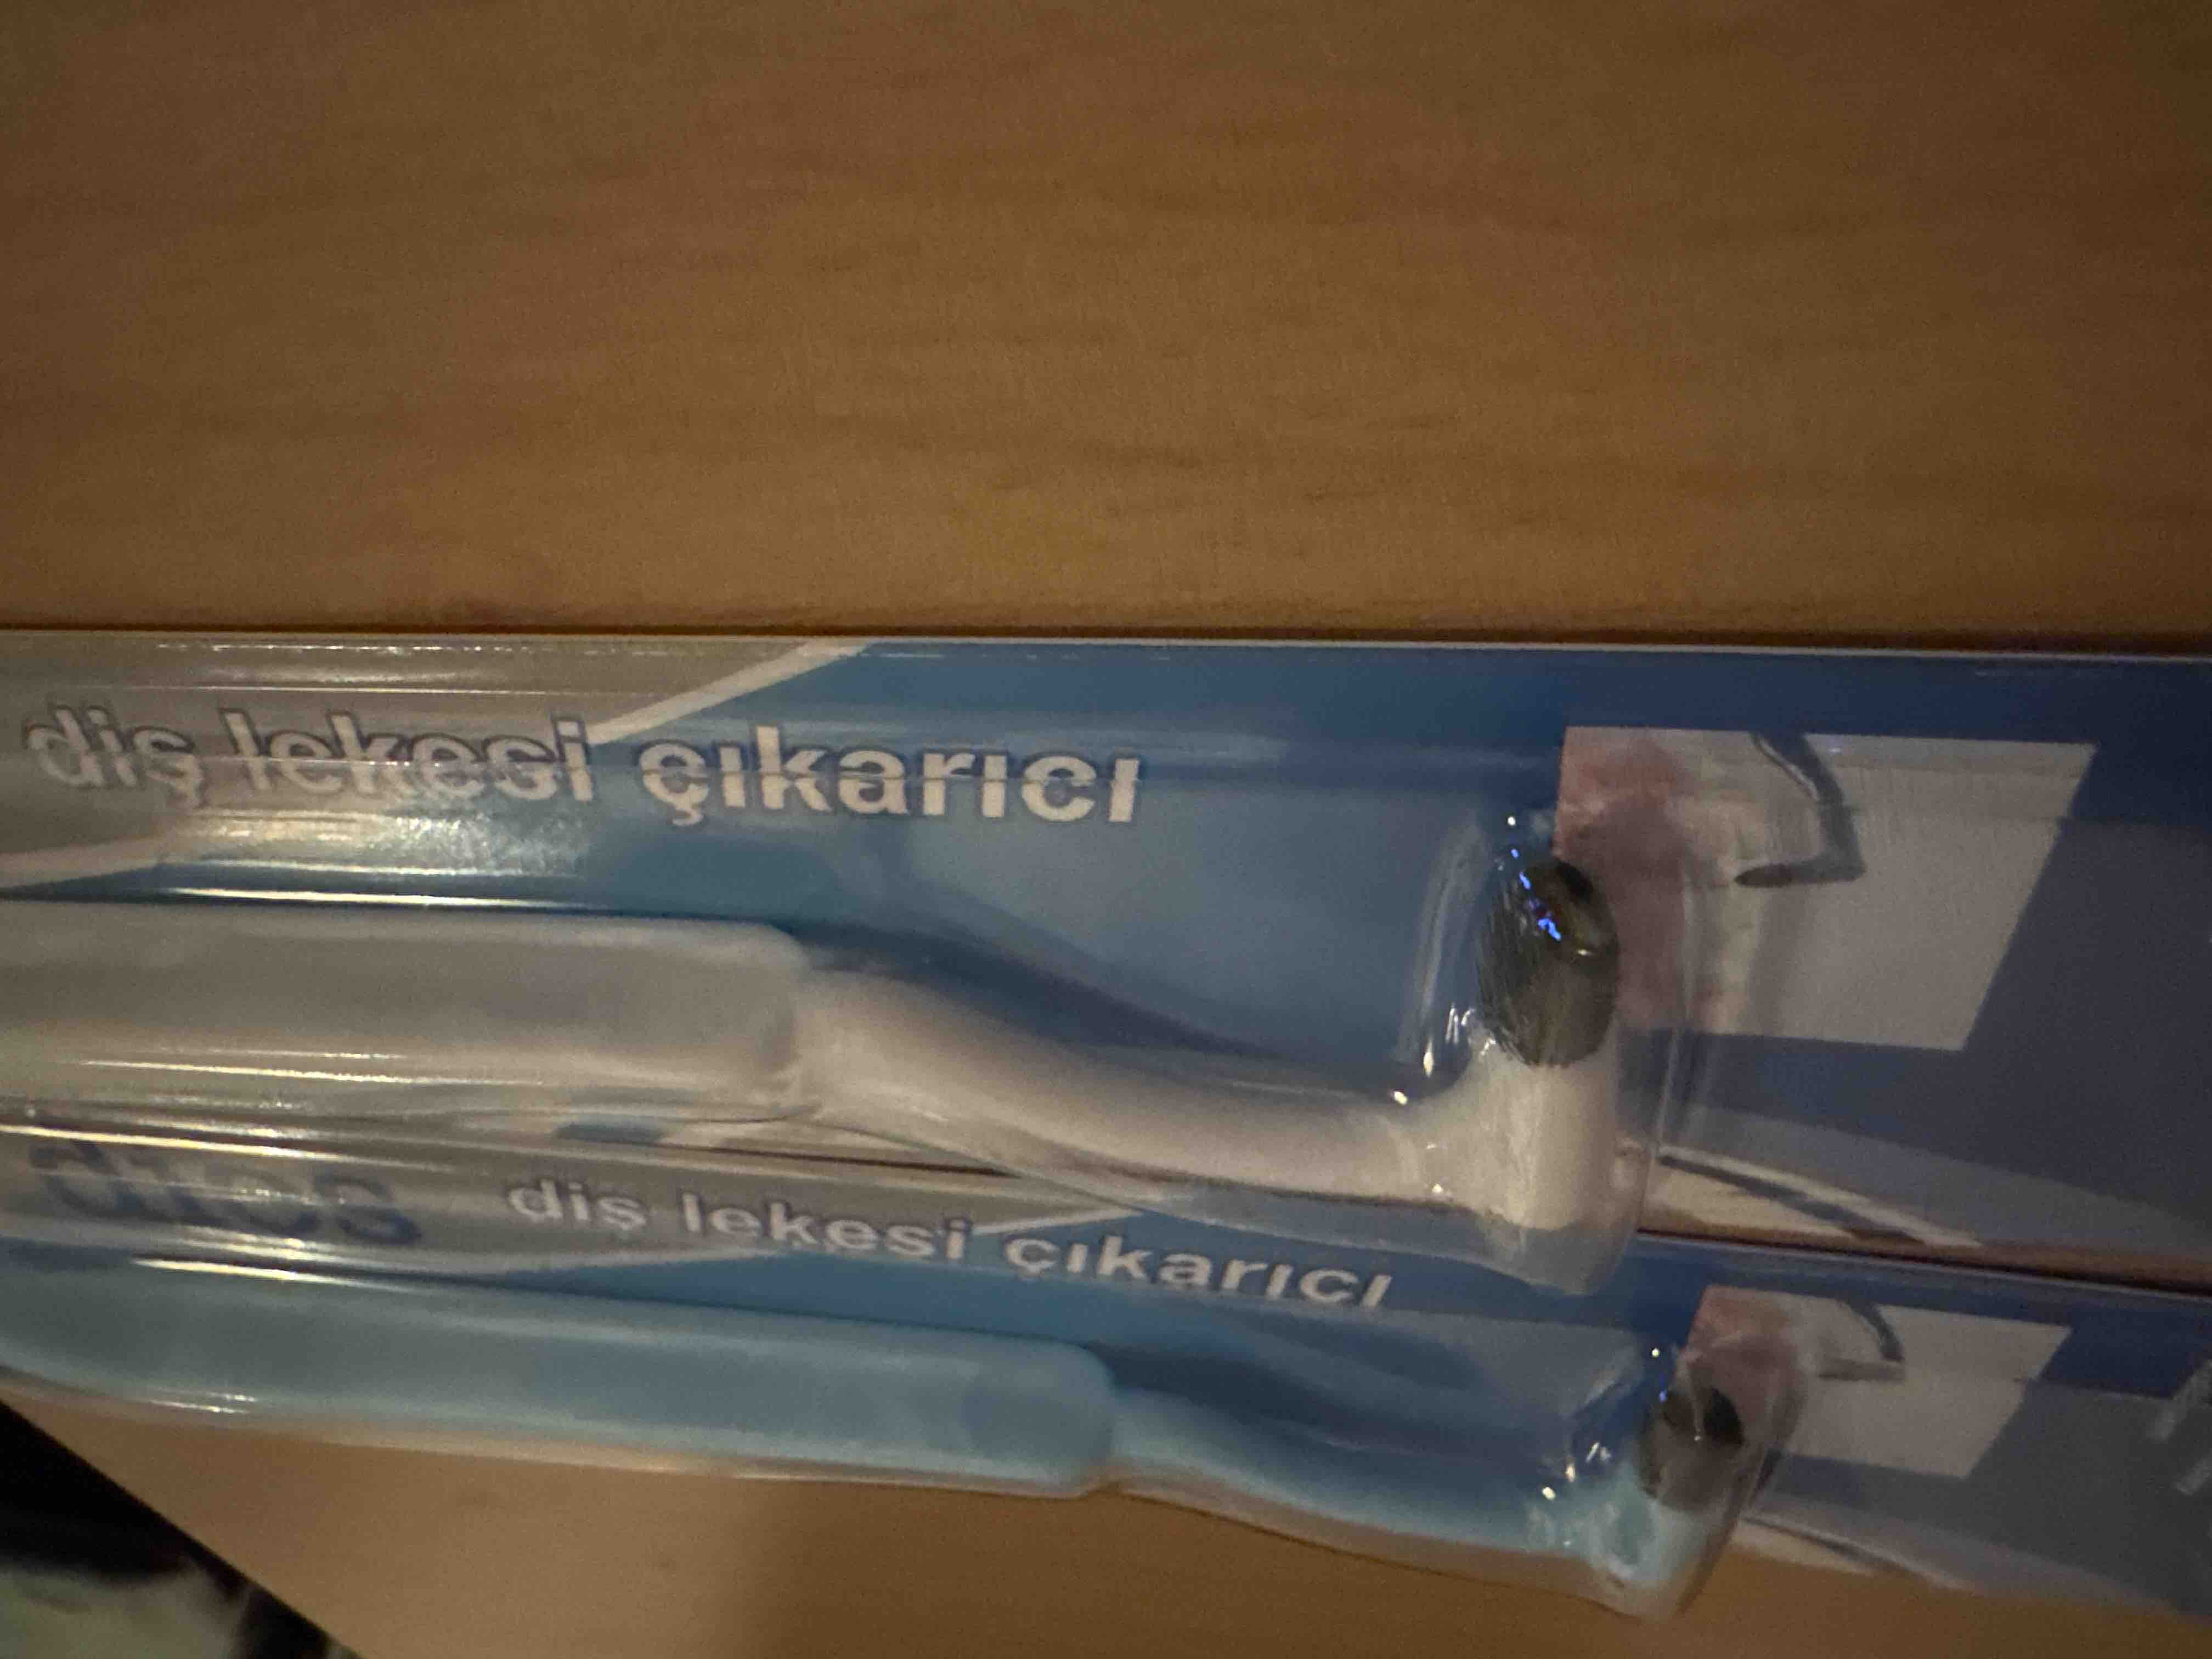 diş lekesi çıkarıcı
diş lekesi çıkarıcı